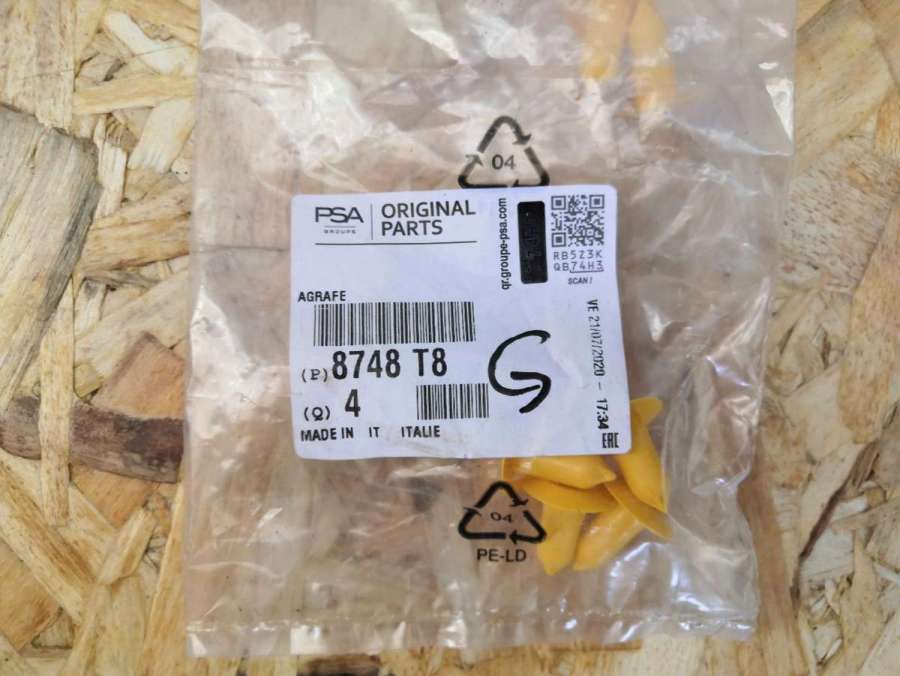 04
PSA
GROUPE
ORIGINAL
PARTS
qr.groupe-psa.com
RB5Z3K
QB74H3
SCAN!
AGRAFE
(P) 8748 T8
(Q) 4
MADE IN IT ITALIE
VE 21/07/2020 - 17:34
EAC
G
04
PE-LD